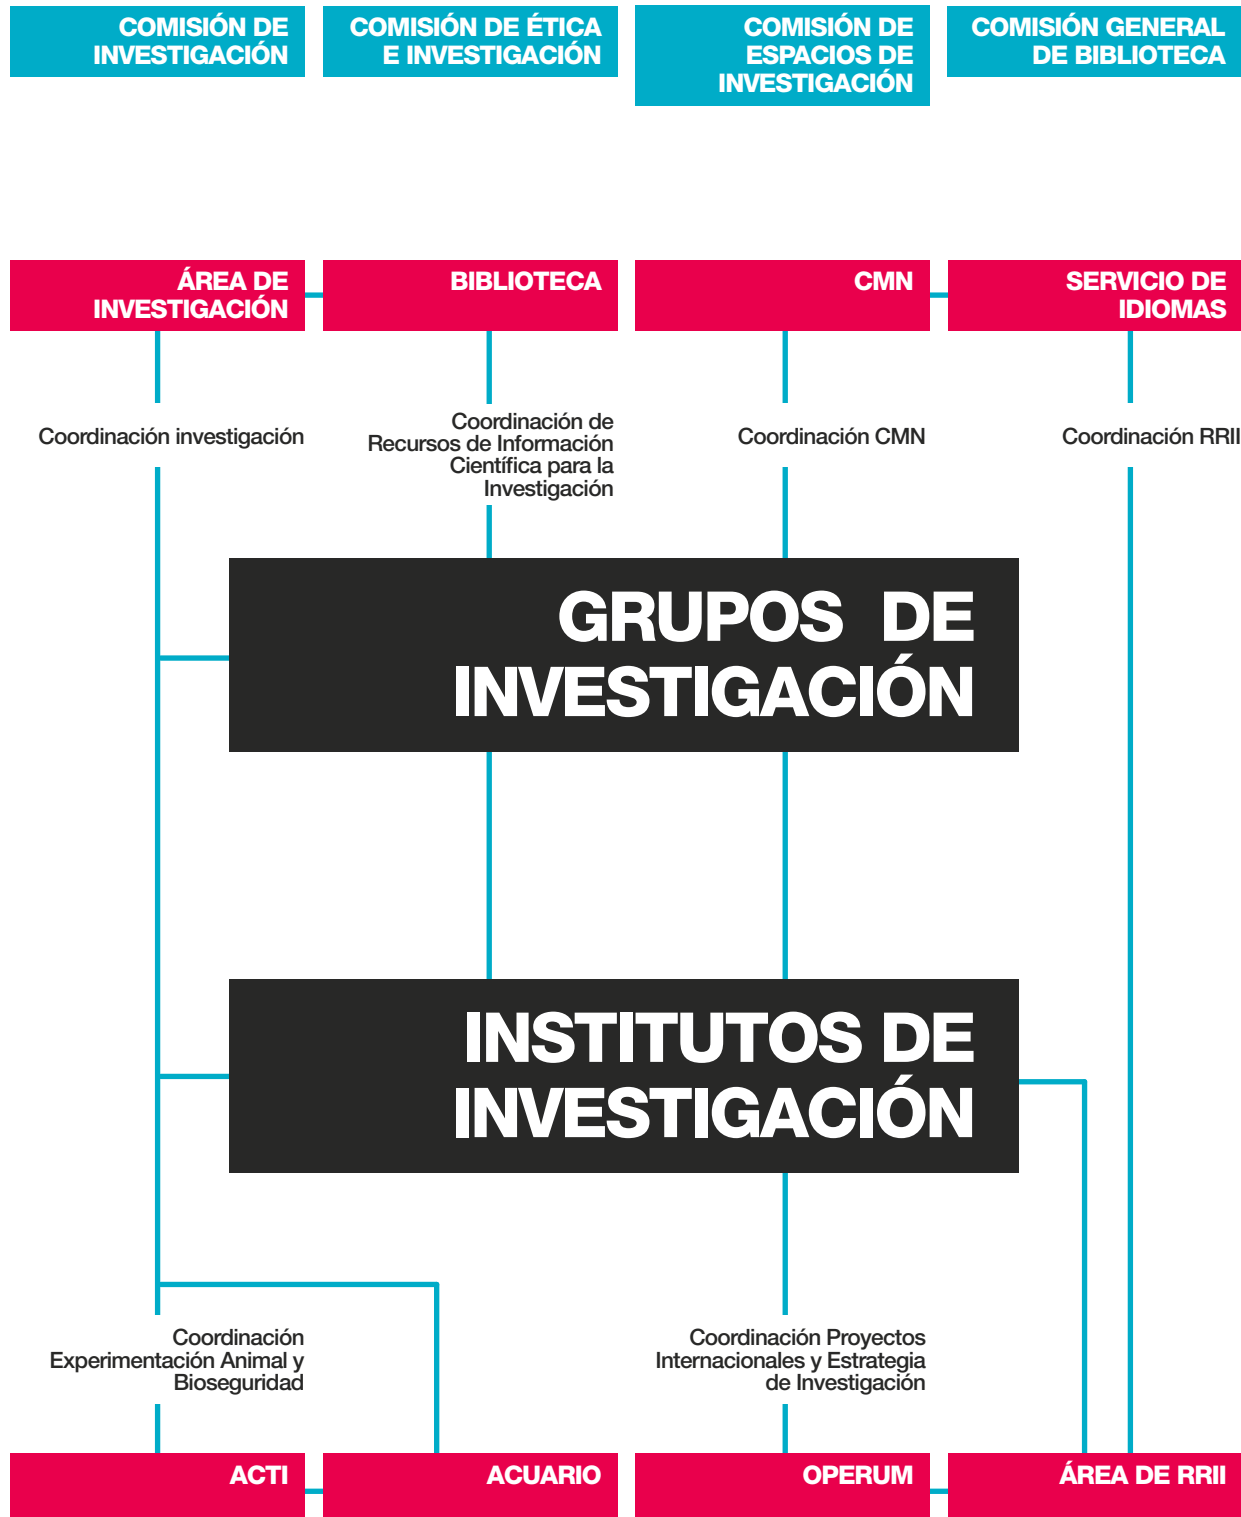 COMISIÓN DE
INVESTIGACIÓN
COMISIÓN DE ÉTICA
E INVESTIGACIÓN
COMISIÓN DE
ESPACIOS DE
INVESTIGACIÓN
COMISIÓN GENERAL
DE BIBLIOTECA
ÁREA DE
INVESTIGACIÓN
BIBLIOTECA
CMN
SERVICIO DE
IDIOMAS
Coordinación investigación
Coordinación de
Recursos de Información
Científica para la
Investigación
Coordinación CMN
Coordinación RRII
GRUPOS DE
INVESTIGACIÓN
INSTITUTOS DE
INVESTIGACIÓN
Coordinación
Experimentación Animal y
Bioseguridad
Coordinación Proyectos
Internacionales y Estrategia
de Investigación
ACTI
ACUARIO
OPERUM
ÁREA DE RRII